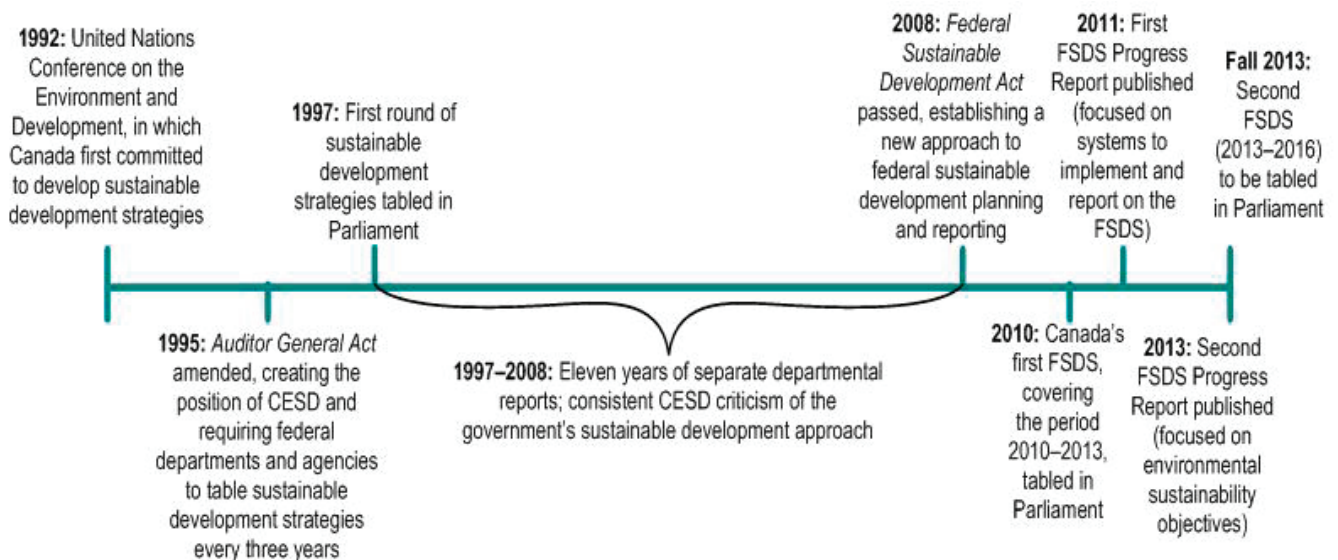 1992: United Nations
Conference on the
Environment and
Development, in which
Canada first committed
to develop sustainable
development strategies
1995: Auditor General Act
amended, creating the
position of CESD and
requiring federal
departments and agencies
to table sustainable
development strategies
every three years
1997: First round of
sustainable
development
strategies tabled in
Parliament
1997–2008: Eleven years of separate departmental
reports; consistent CESD criticism of the
government's sustainable development approach
2008: Federal
Sustainable
Development Act
passed, establishing a
new approach to
federal sustainable
development planning
and reporting
2010: Canada's
first FSDS,
covering
the period
2010–2013,
tabled in
Parliament
2011: First
FSDS Progress
Report published
(focused on
systems to
implement and
report on the
FSDS)
2013: Second
FSDS Progress
Report published
(focused on
environmental
sustainability
objectives)
Fall 2013:
Second
FSDS
(2013–2016)
to be tabled
in Parliament